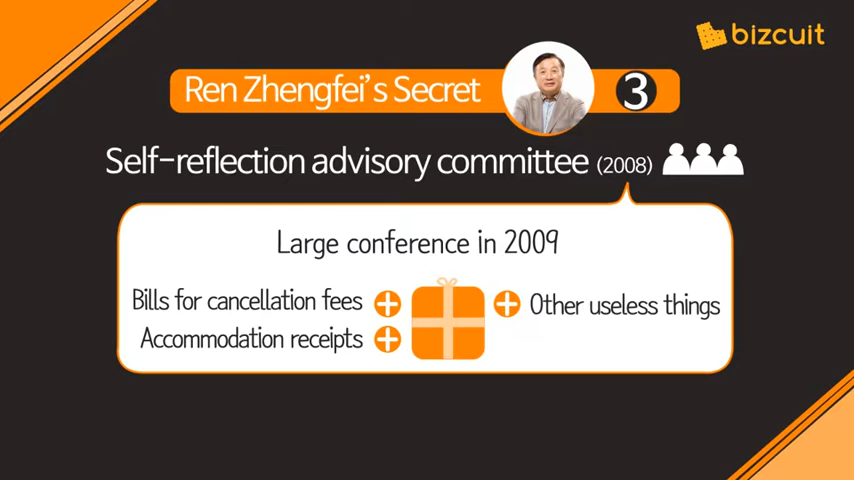 bizcuit
Ren Zhengfei's Secret 3
Self-reflection advisory committee (2008)
Large conference in 2009
Bills for cancellation fees
Accommodation receipts
Other useless things